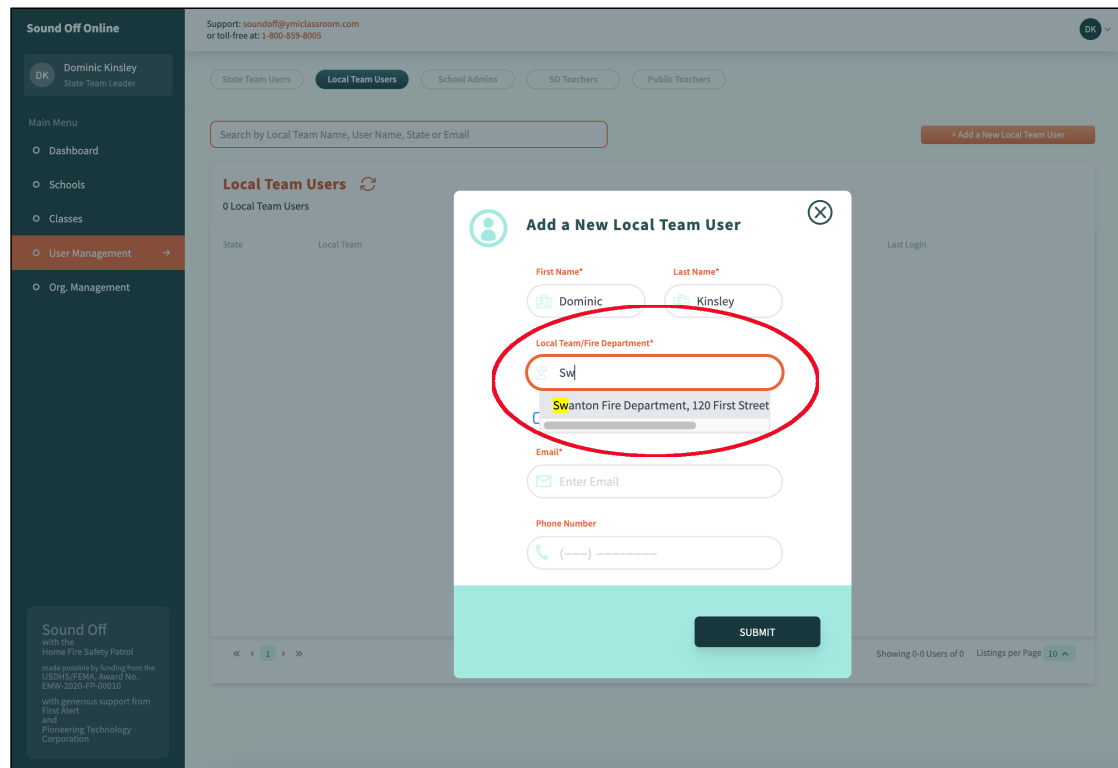 Sound Off Online
Support: soundoff@ymiclassroom.com
or toll-free at: 1-800-859-8005
DK
DK
Dominic Kinsley
State Team Leader
State Team Users
Local Team Users
School Admins
SO Teachers
Public Teachers
Main Menu
Dashboard
Schools
Classes
User Management
Org. Management
Search by Local Team Name, User Name, State or Email
+ Add a New Local Team User
Local Team Users
0 Local Team Users
State
Local Team
Last Login
Add a New Local Team User
First Name*
Last Name*
Dominic
Kinsley
Local Team/Fire Department*
Sw
Swanton Fire Department, 120 First Street
Email*
Enter Email
Phone Number
(___) ___-____
SUBMIT
Sound Off
with the
Home Fire Safety Patrol
made possible by funding from the
USDHS/FEMA, Award No.
EMW-2020-FP-00010
with generous support from
First Alert
and
Pioneering Technology
Corporation
« < 1 > »
Showing 0-0 Users of 0
Listings per Page 10